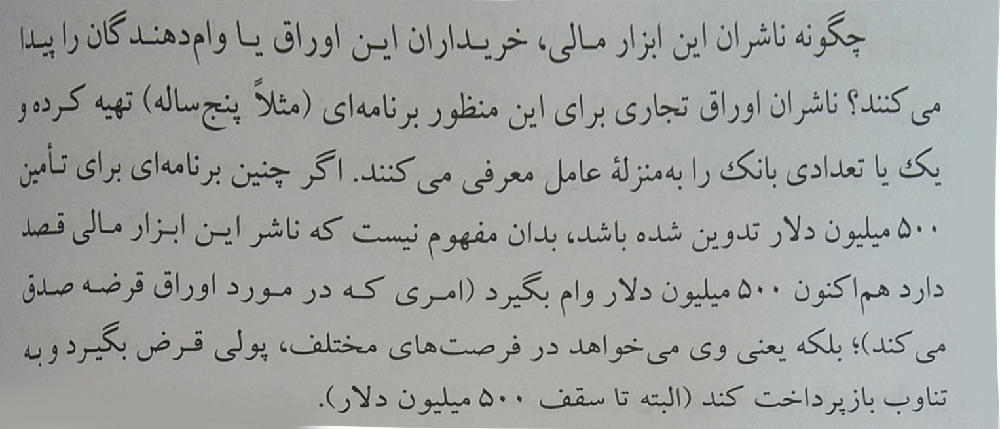 چگونه ناشران این ابزار مالی، خریداران این اوراق یا وام‌دهندگان را پیدا
می‌کنند؟ ناشران اوراق تجاری برای این منظور برنامه‌ای (مثلاً پنج‌ساله) تهیه کرده و
یک یا تعدادی بانک را به‌منزلهٔ عامل معرفی می‌کنند. اگر چنین برنامه‌ای برای تأمین
۵۰۰ میلیون دلار تدوین شده باشد، بدان مفهوم نیست که ناشر این ابزار مالی قصد
دارد هم‌اکنون ۵۰۰ میلیون دلار وام بگیرد (امری که در مورد اوراق قرضه صدق
می‌کند)؛ بلکه یعنی وی می‌خواهد در فرصت‌های مختلف، پولی قرض بگیرد و به
تناوب بازپرداخت کند (البته تا سقف ۵۰۰ میلیون دلار).